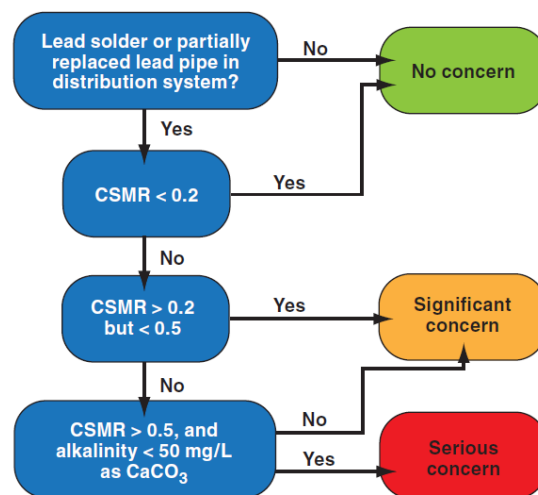 Lead solder or partially
replaced lead pipe in
distribution system?
No
No concern
Yes
CSMR < 0.2
Yes
No
CSMR > 0.2
but < 0.5
Yes
Significant
concern
No
CSMR > 0.5, and
alkalinity < 50 mg/L
as CaCO₃
No
Yes
Serious
concern